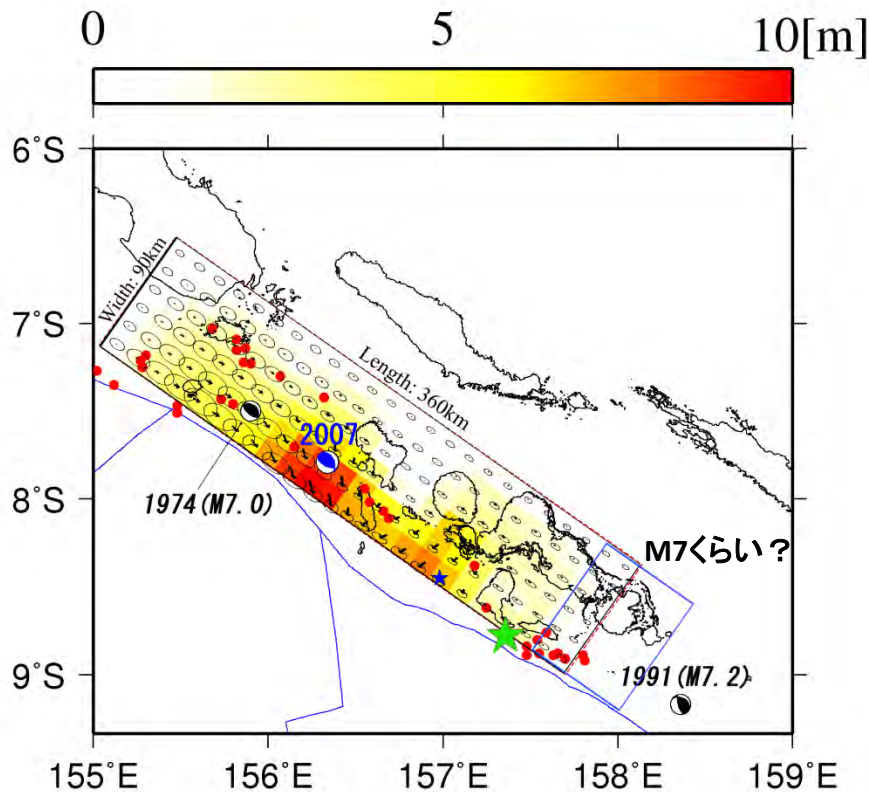 0 5 10[m]
6°S
7°S
8°S
9°S
Width: 90km
Length: 360km
2007
1974(M7.0)
M7くらい？
1991(M7.2)
155°E 156°E 157°E 158°E 159°E